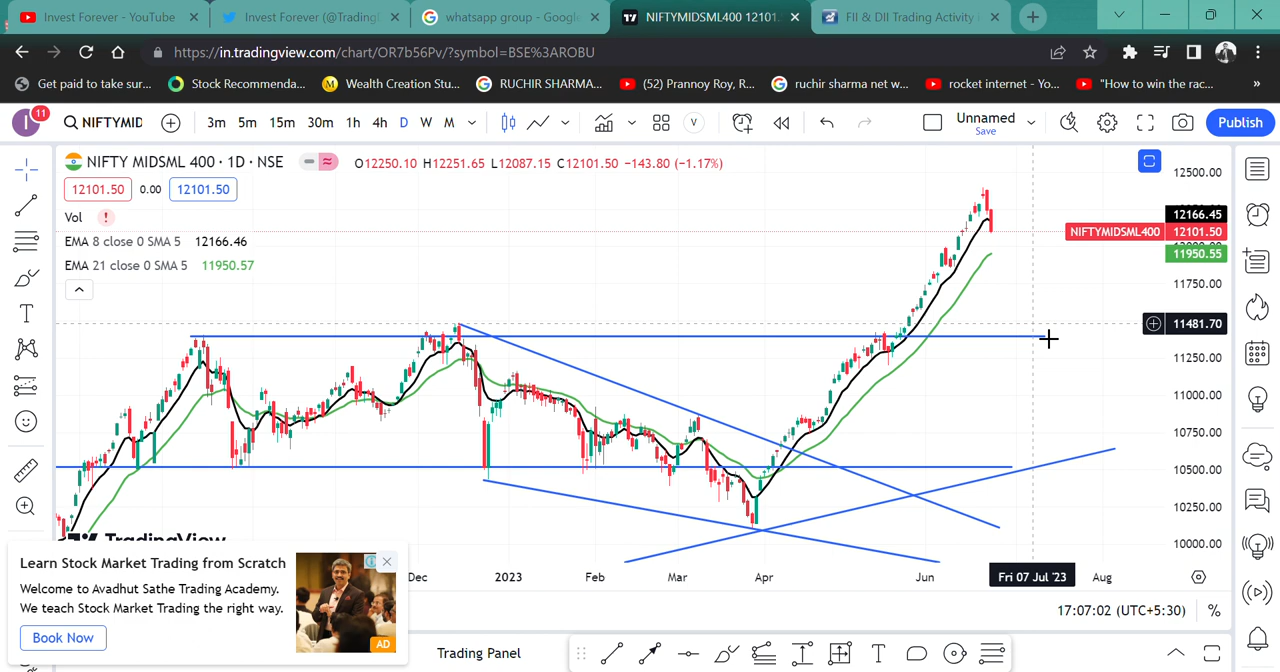 Invest Forever - YouTube
Invest Forever (@Trading
whatsapp group - Google
NIFTYMIDSML400 12101.
FII & DII Trading Activity
https://in.tradingview.com/chart/OR7b56Pv/?symbol=BSE%3AROBU
Get paid to take sur...
Stock Recommenda...
Wealth Creation Stu...
RUCHIR SHARMA...
(52) Prannoy Roy, R...
ruchir sharma net w...
rocket internet - Yo...
"How to win the rac...
»
I
11
NIFTYMID
3m 5m 15m 30m 1h 4h D W M
V
Unnamed
Save
Publish
NIFTY MIDSML 400 · 1D · NSE
O12250.10 H12251.65 L12087.15 C12101.50 −143.80 (−1.17%)
12101.50 0.00 12101.50
Vol !
EMA 8 close 0 SMA 5 12166.46
EMA 21 close 0 SMA 5 11950.57
12500.00
12166.45
NIFTYMIDSML400 12101.50
11950.55
11750.00
11481.70
11250.00
11000.00
10750.00
10500.00
10250.00
10000.00
TradingView
Dec 2023 Feb Mar Apr Jun Fri 07 Jul '23 Aug
17:07:02 (UTC+5:30) %
Learn Stock Market Trading from Scratch
Welcome to Avadhut Sathe Trading Academy.
We teach Stock Market Trading the right way.
Book Now
AD
Trading Panel